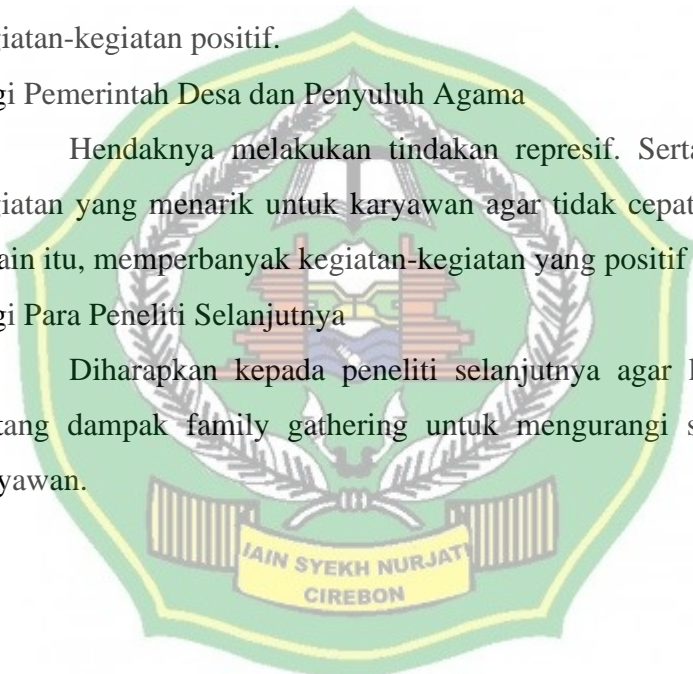 giatan-kegiatan positif.
gi Pemerintah Desa dan Penyuluh Agama
Hendaknya melakukan tindakan represif. Serta
giatan yang menarik untuk karyawan agar tidak cepat
ain itu, memperbanyak kegiatan-kegiatan yang positif
gi Para Peneliti Selanjutnya
Diharapkan kepada peneliti selanjutnya agar
tang dampak family gathering untuk mengurangi s
yawan.
IAIN SYEKH NURJATI
CIREBON